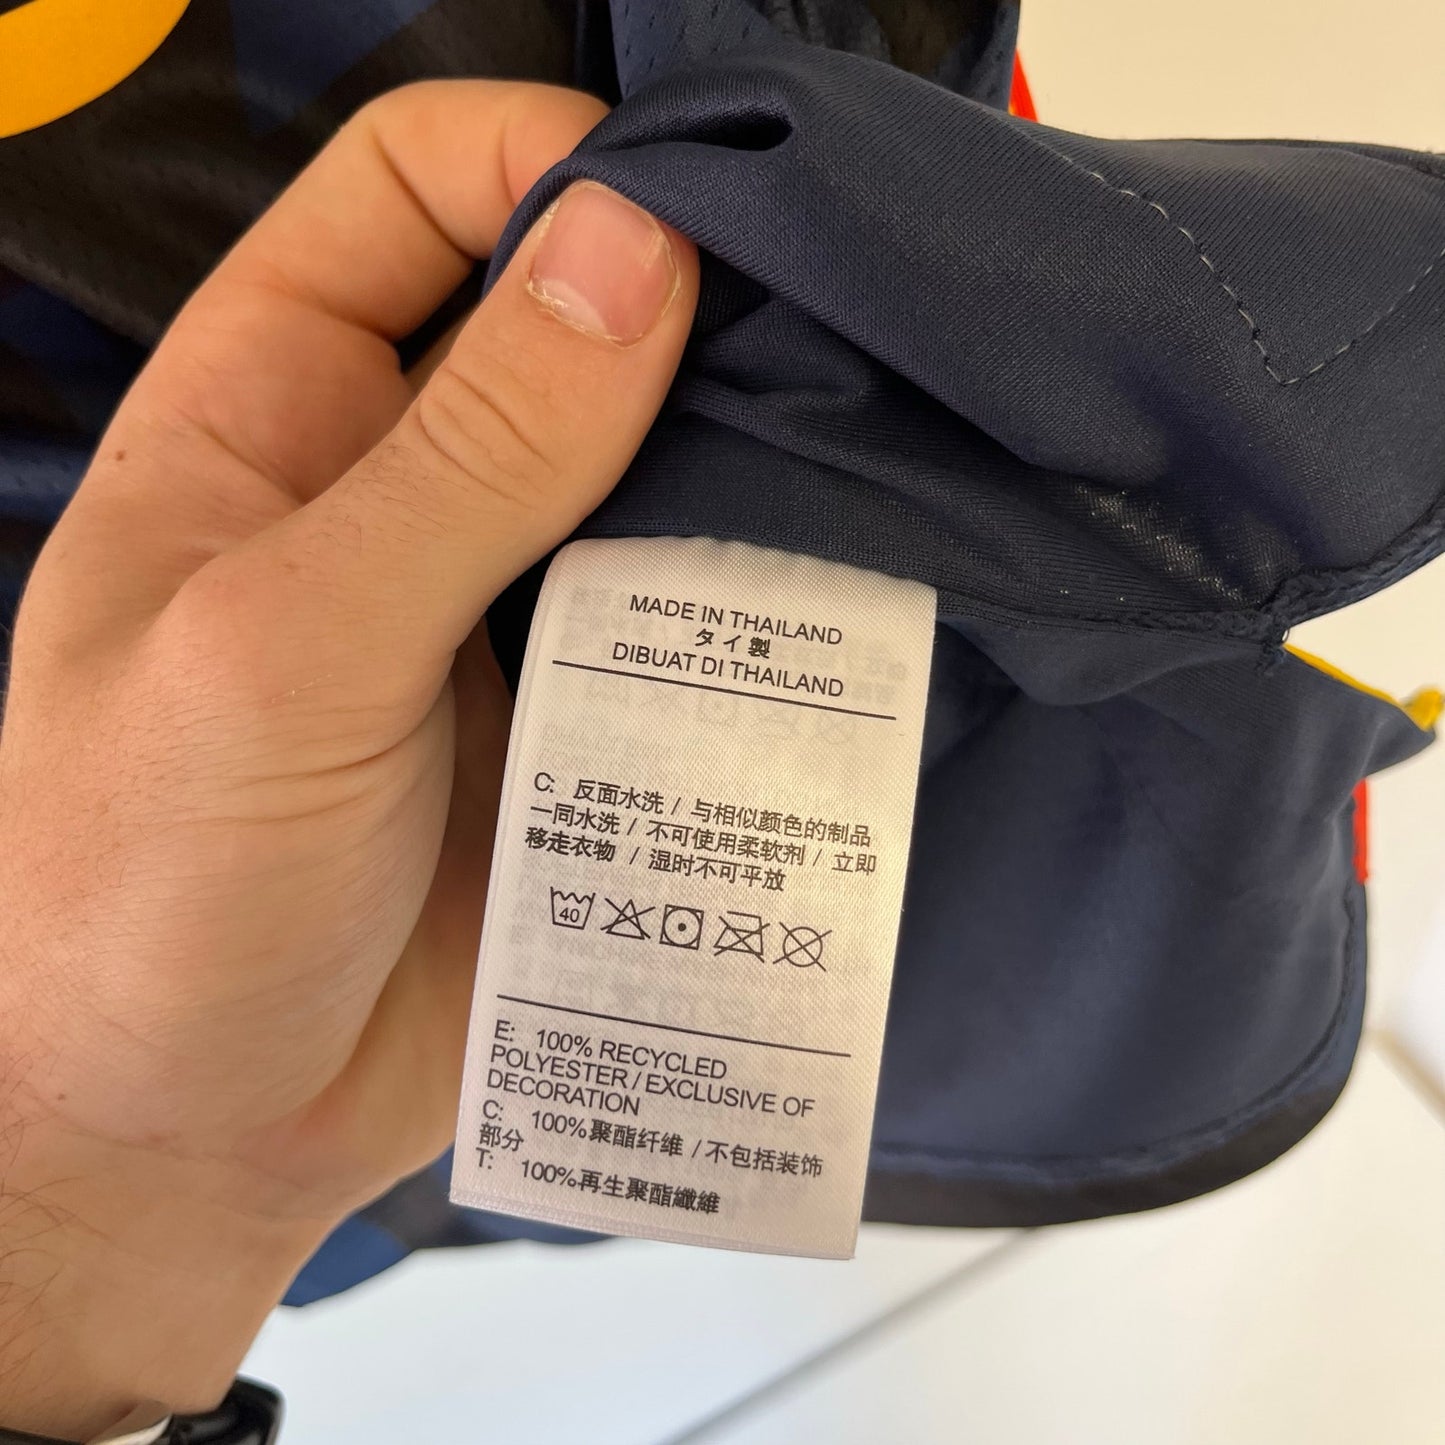 MADE IN THAILAND
タイ製
DIBUAT DI THAILAND
C: 反面水洗 / 与相似颜色的制品
一同水洗 / 不可使用柔软剂 / 立即
移走衣物 / 湿时不可平放
40
E: 100% RECYCLED
POLYESTER / EXCLUSIVE OF
DECORATION
C: 100%聚酯纤维 / 不包括装饰
部分
T: 100%再生聚酯纖維